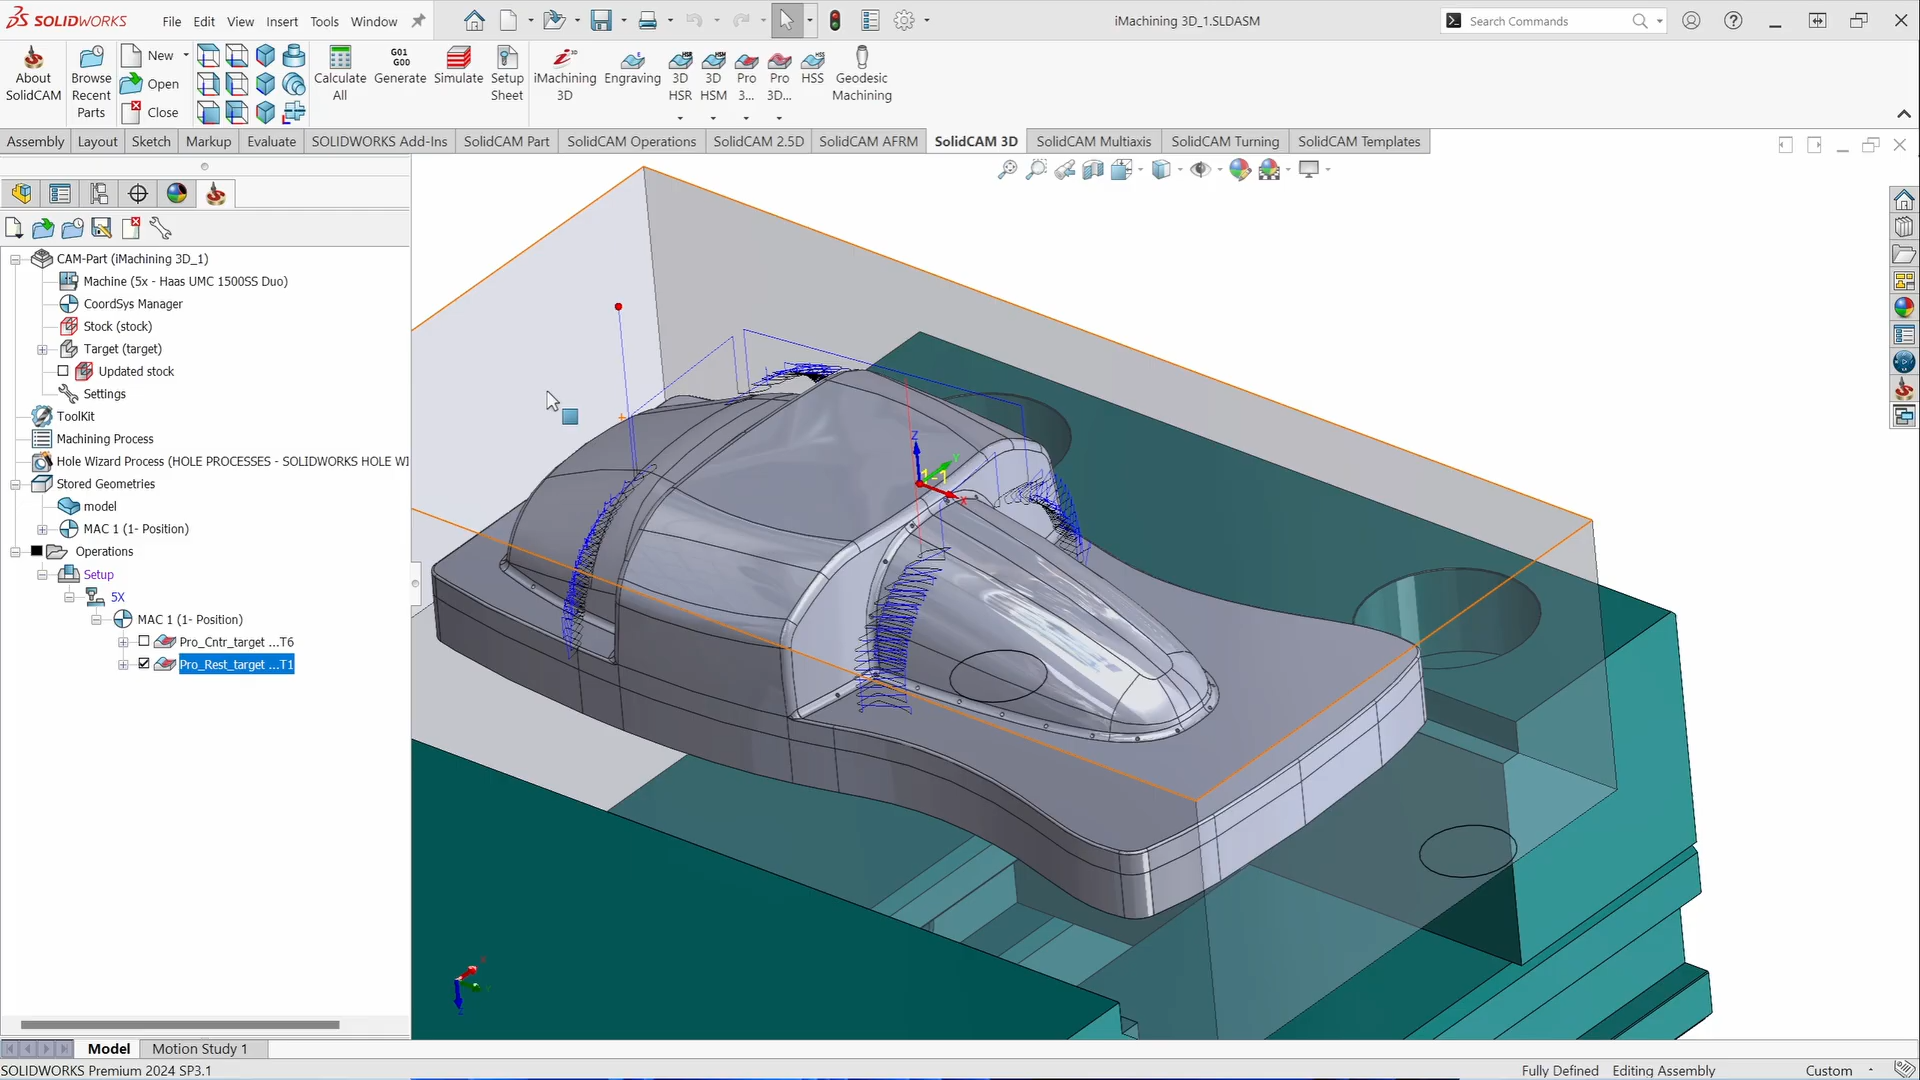 SOLIDWORKS
File Edit View Insert Tools Window
iMachining 3D_1.SLDASM
Search Commands
About SolidCAM
Browse Recent Parts
New
Open
Close
Calculate All
G01 G00
Generate
Simulate
Setup Sheet
iMachining 3D
Engraving
3D HSR
3D HSM
Pro 3...
Pro 3D...
HSS
Geodesic Machining
Assembly Layout Sketch Markup Evaluate SOLIDWORKS Add-Ins SolidCAM Part SolidCAM Operations SolidCAM 2.5D SolidCAM AFRM SolidCAM 3D SolidCAM Multiaxis SolidCAM Turning SolidCAM Templates
CAM-Part (iMachining 3D_1)
Machine (5x - Haas UMC 1500SS Duo)
CoordSys Manager
Stock (stock)
Target (target)
Updated stock
Settings
ToolKit
Machining Process
Hole Wizard Process (HOLE PROCESSES - SOLIDWORKS HOLE WI
Stored Geometries
model
MAC 1 (1- Position)
Operations
Setup
5X
MAC 1 (1- Position)
Pro_Cntr_target ...T6
Pro_Rest_target ...T1
Z
Y
1-1
X
Model Motion Study 1
SOLIDWORKS Premium 2024 SP3.1
Fully Defined Editing Assembly Custom